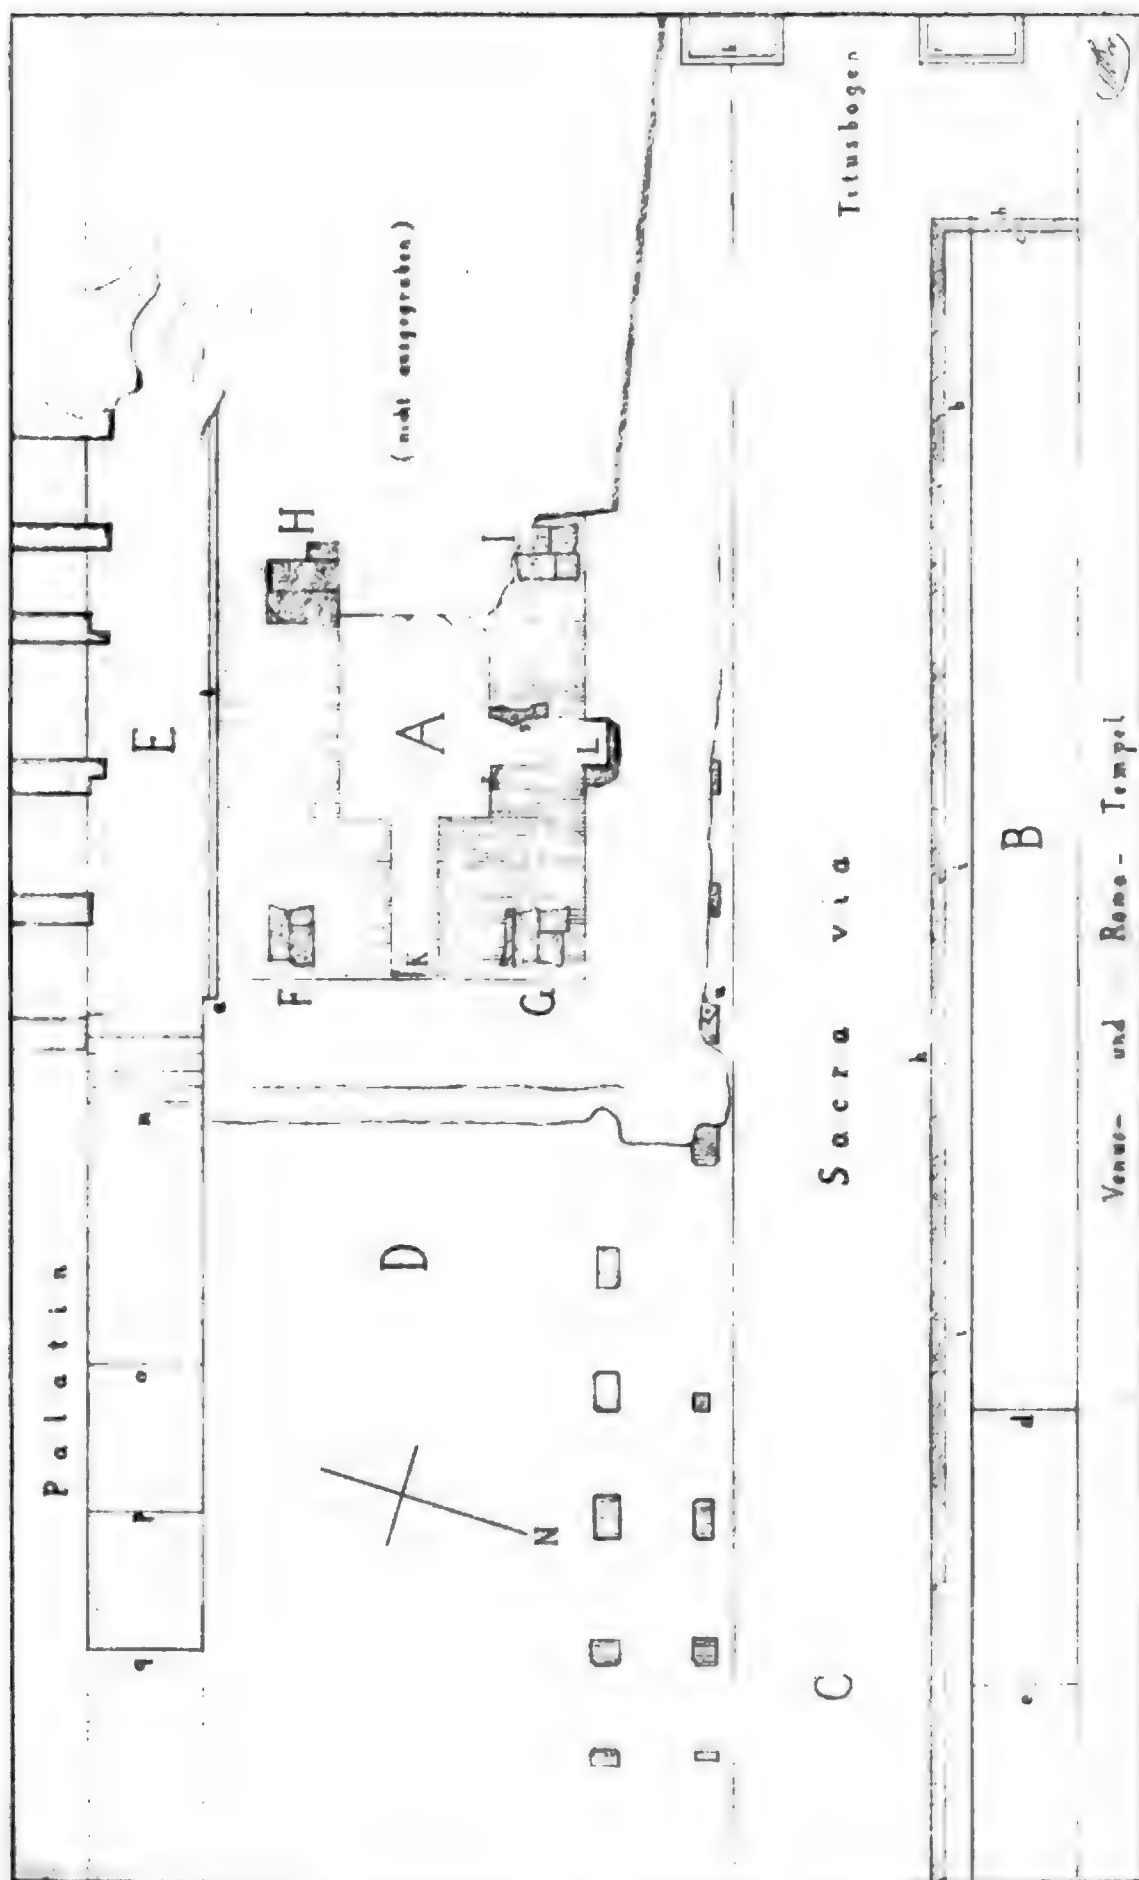 Palatin
E
H
(nicht ausgegraben)
I
A
L
F
K
G
D
N
m
o
p
q
Titusbogen
Sacra via
C
B
Venus- und Roma- Tempel
h
c
b
i
h
i
d
e
a
s